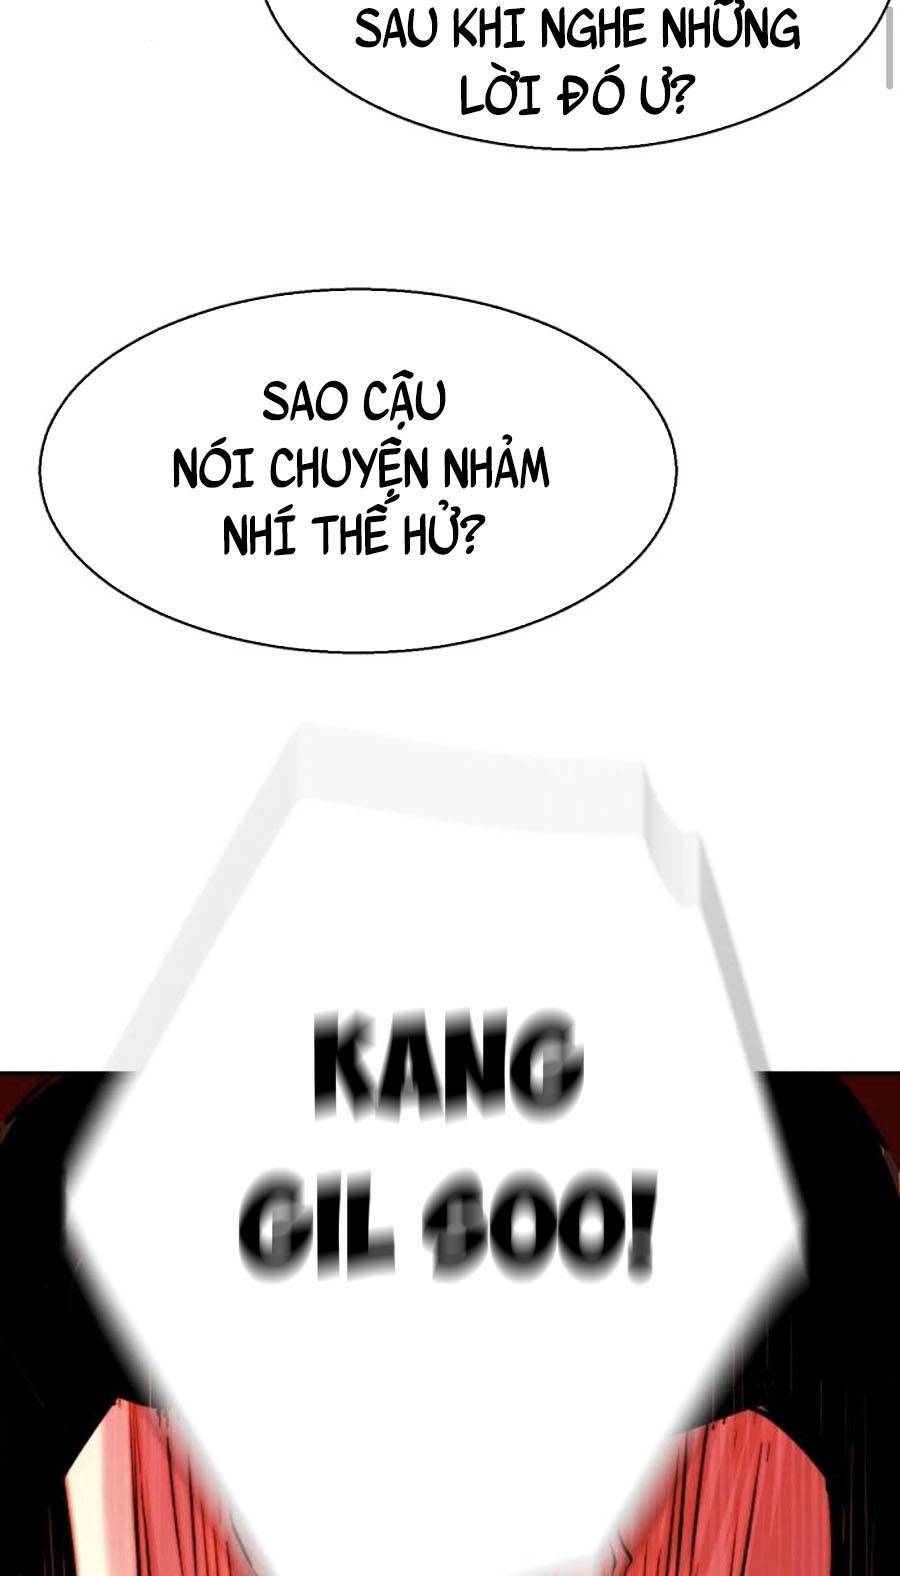 SAU KHI NGHE NHỮNG
LỜI ĐÓ Ư?
SAO CẬU
NÓI CHUYỆN NHẢM
NHÍ THẾ HỬ?
KANG
GIL SOO!